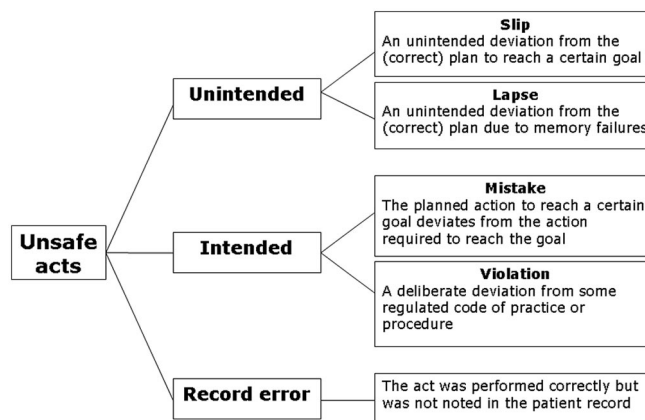 Slip
An unintended deviation from the
(correct) plan to reach a certain goal
Unintended
Lapse
An unintended deviation from the
(correct) plan due to memory failures
Unsafe
acts
Mistake
The planned action to reach a certain
goal deviates from the action
required to reach the goal
Intended
Violation
A deliberate deviation from some
regulated code of practice or
procedure
Record error
The act was performed correctly but
was not noted in the patient record